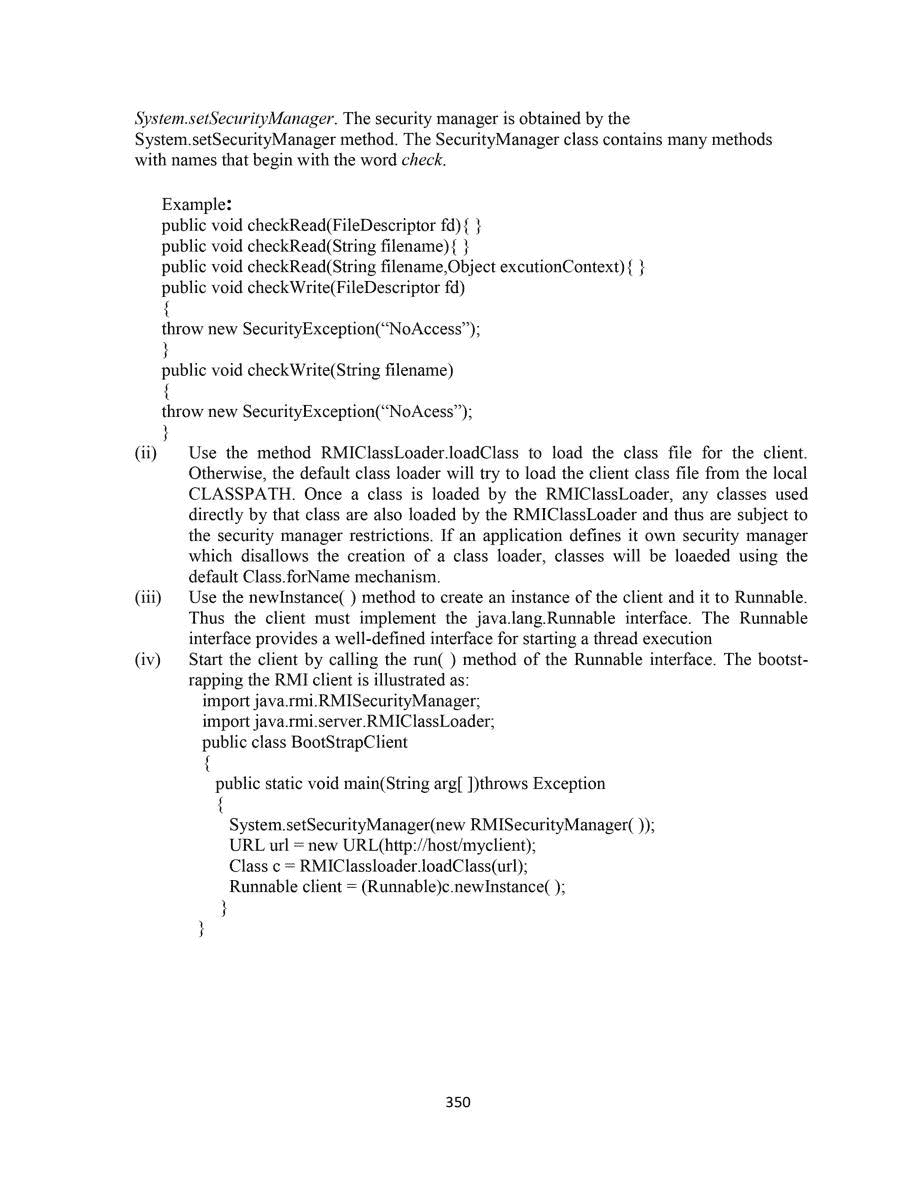 System.setSecurityManager. The security manager is obtained by the
System.setSecurityManager method. The SecurityManager class contains many methods
with names that begin with the word check.
Example:
public void checkRead(FileDescriptor fd){ }
public void checkRead(String filename){ }
public void checkRead(String filename,Object excutionContext){ }
public void checkWrite(FileDescriptor fd)
{
throw new SecurityException(“NoAccess”);
}
public void checkWrite(String filename)
{
throw new SecurityException(“NoAcess”);
}
(ii) Use the method RMIClassLoader.loadClass to load the class file for the client.
Otherwise, the default class loader will try to load the client class file from the local
CLASSPATH. Once a class is loaded by the RMIClassLoader, any classes used
directly by that class are also loaded by the RMIClassLoader and thus are subject to
the security manager restrictions. If an application defines it own security manager
which disallows the creation of a class loader, classes will be loaeded using the
default Class.forName mechanism.
(iii) Use the newInstance( ) method to create an instance of the client and it to Runnable.
Thus the client must implement the java.lang.Runnable interface. The Runnable
interface provides a well-defined interface for starting a thread execution
(iv) Start the client by calling the run( ) method of the Runnable interface. The bootst-
rapping the RMI client is illustrated as:
import java.rmi.RMISecurityManager;
import java.rmi.server.RMIClassLoader;
public class BootStrapClient
{
public static void main(String arg[ ])throws Exception
{
System.setSecurityManager(new RMISecurityManager( ));
URL url = new URL(http://host/myclient);
Class c = RMIClassloader.loadClass(url);
Runnable client = (Runnable)c.newInstance( );
}
}
350